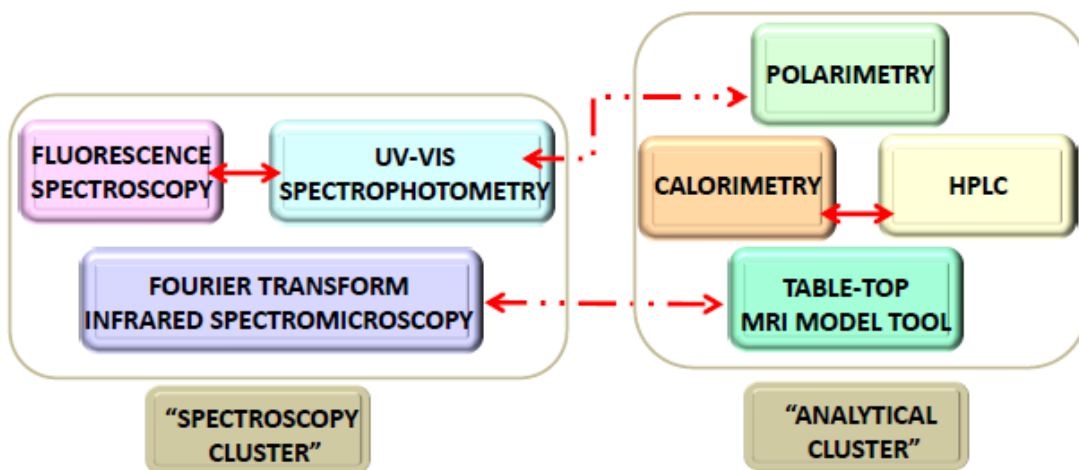 FLUORESCENCE
SPECTROSCOPY
UV-VIS
SPECTROPHOTOMETRY
FOURIER TRANSFORM
INFRARED SPECTROMICROSCOPY
“SPECTROSCOPY
CLUSTER”
POLARIMETRY
CALORIMETRY
HPLC
TABLE-TOP
MRI MODEL TOOL
“ANALYTICAL
CLUSTER”